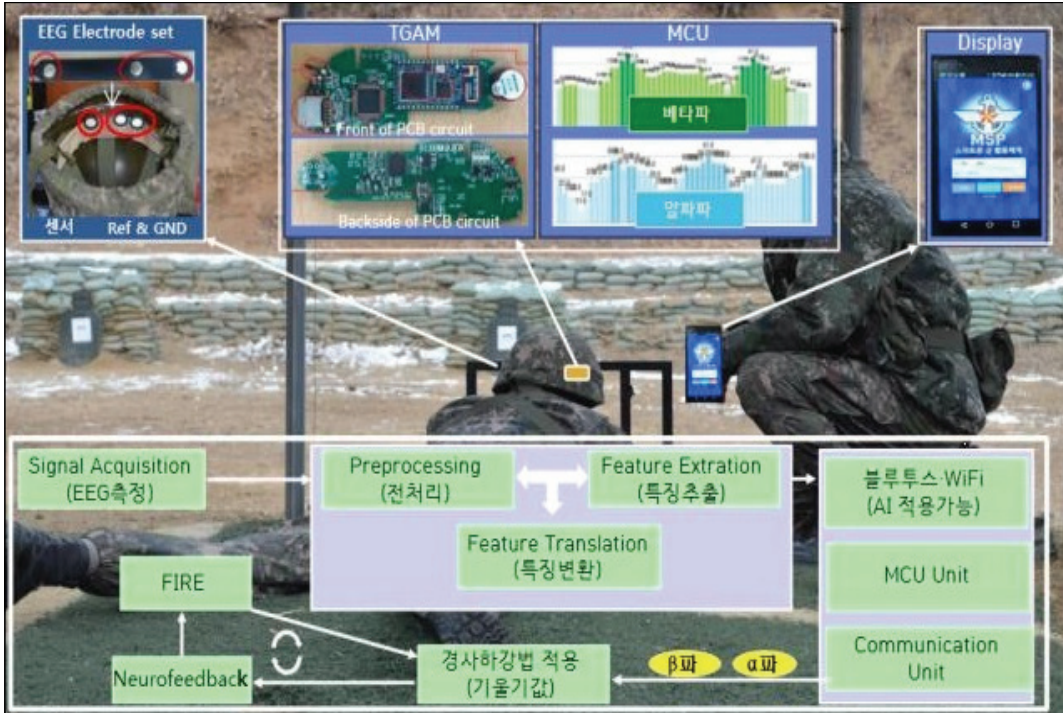 EEG Electrode set
센서
Ref & GND
TGAM
Front of PCB circuit
Backside of PCB circuit
MCU
베타파
알파파
Display
MSP
Signal Acquisition
(EEG측정)
Preprocessing
(전처리)
Feature Extration
(특징추출)
Feature Translation
(특징변환)
블루투스·WiFi
(AI 적용가능)
MCU Unit
Communication
Unit
FIRE
Neurofeedback
경사하강법 적용
(기울기값)
β파
α파